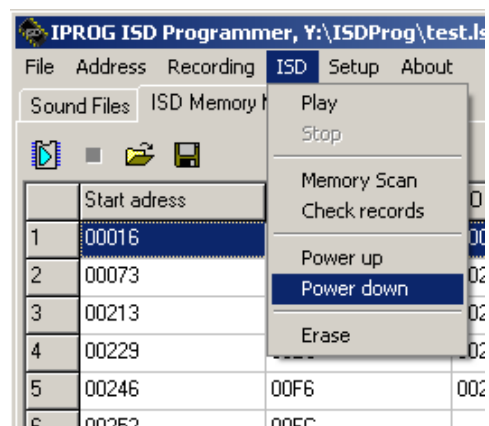 IPROG ISD Programmer, Y:\ISDProg\test.ls
File Address Recording ISD Setup About
Sound Files ISD Memory
Play
Stop
Memory Scan
Check records
Power up
Power down
Erase
Start adress
1 00016
2 00073
3 00213
4 00229
5 00246 00F6 002